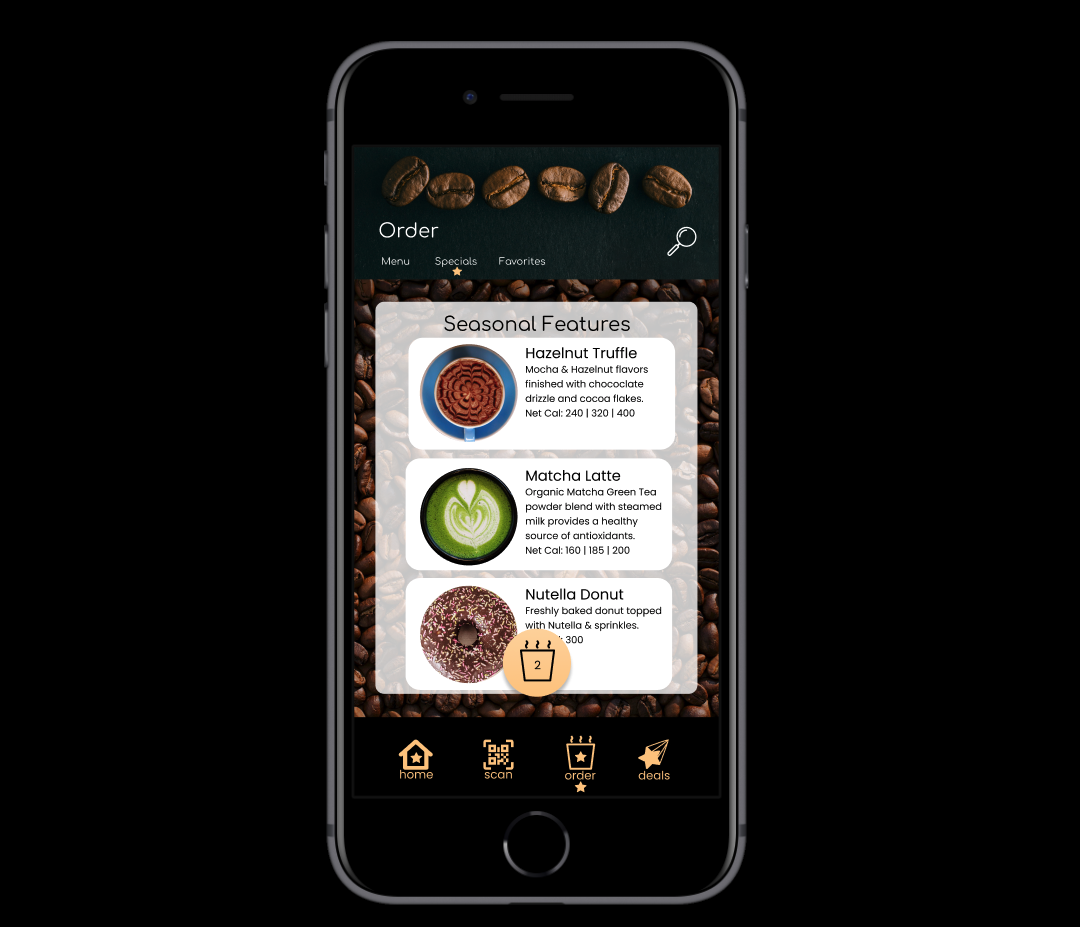 Order
Menu Specials Favorites
Seasonal Features
Hazelnut Truffle
Mocha & Hazelnut flavors
finished with chococlate
drizzle and cocoa flakes.
Net Cal: 240 | 320 | 400
Matcha Latte
Organic Matcha Green Tea
powder blend with steamed
milk provides a healthy
source of antioxidants.
Net Cal: 160 | 185 | 200
Nutella Donut
Freshly baked donut topped
with Nutella & sprinkles.
300
2
home scan order deals